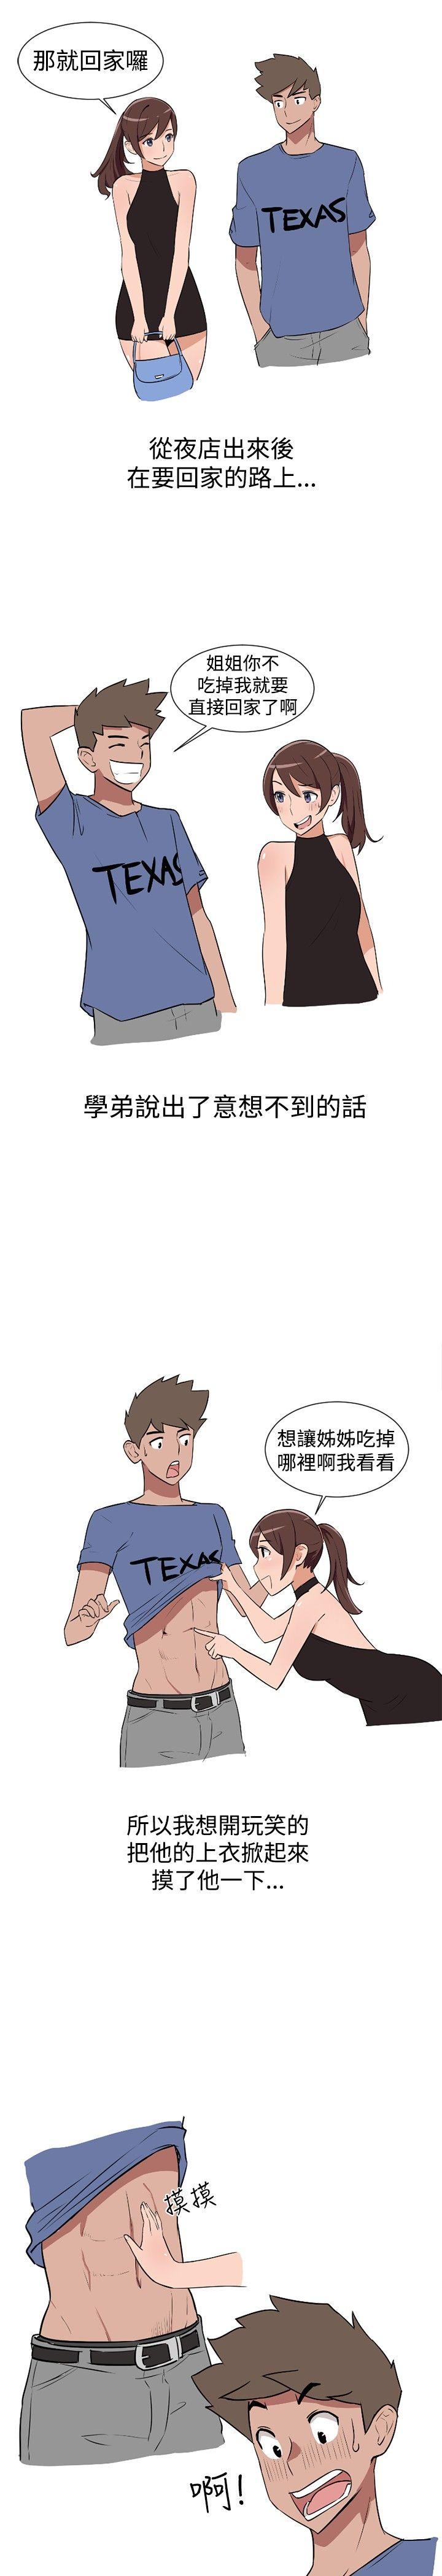 那就回家囉
TEXAS
從夜店出來後
在要回家的路上...
姐姐你不
吃掉我就要
直接回家了啊
TEXAS
學弟說出了意想不到的話
想讓姊姊吃掉
哪裡啊我看看
TEXAS
所以我想開玩笑的
把他的上衣掀起來
摸了他一下...
摸摸
啊!